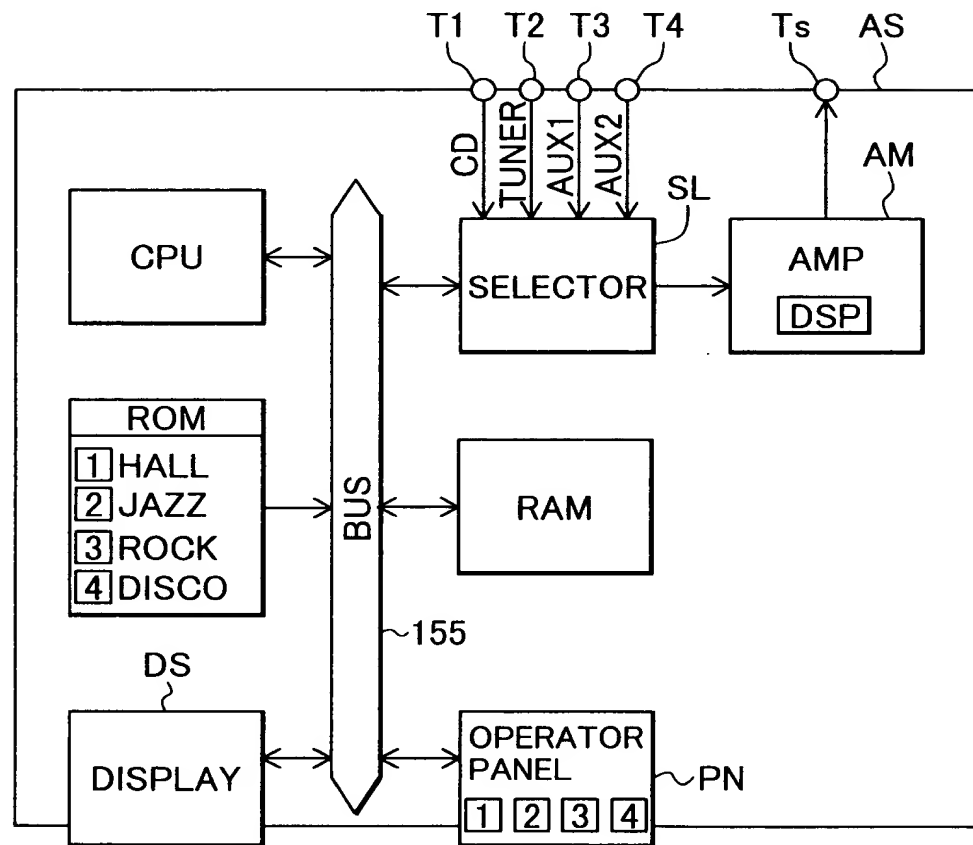 T1 T2 T3 T4 Ts AS
CD
TUNER
AUX1
AUX2
SL
AM
CPU
SELECTOR
AMP
DSP
ROM
1 HALL
2 JAZZ
3 ROCK
4 DISCO
BUS
RAM
155
DS
DISPLAY
OPERATOR
PANEL
1 2 3 4
PN